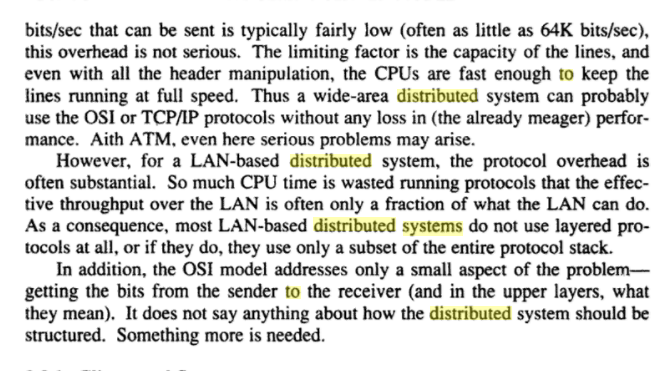 bits/sec that can be sent is typically fairly low (often as little as 64K bits/sec),
this overhead is not serious. The limiting factor is the capacity of the lines, and
even with all the header manipulation, the CPUs are fast enough to keep the
lines running at full speed. Thus a wide-area distributed system can probably
use the OSI or TCP/IP protocols without any loss in (the already meager) perfor-
mance. Aith ATM, even here serious problems may arise.
However, for a LAN-based distributed system, the protocol overhead is
often substantial. So much CPU time is wasted running protocols that the effec-
tive throughput over the LAN is often only a fraction of what the LAN can do.
As a consequence, most LAN-based distributed systems do not use layered pro-
tocols at all, or if they do, they use only a subset of the entire protocol stack.
In addition, the OSI model addresses only a small aspect of the problem—
getting the bits from the sender to the receiver (and in the upper layers, what
they mean). It does not say anything about how the distributed system should be
structured. Something more is needed.